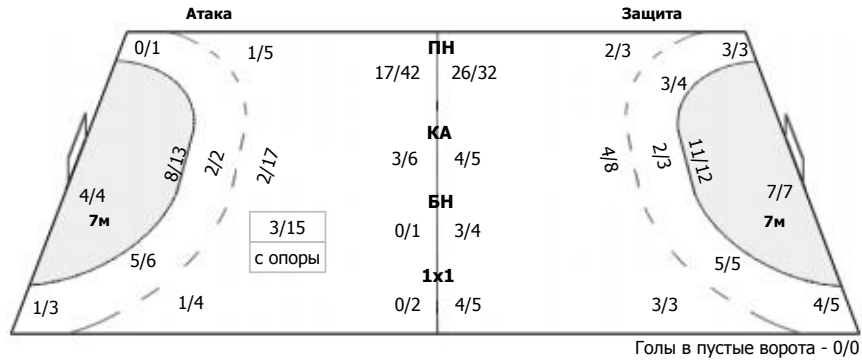 Атака Защита
0/1 1/5 ПН 2/3 3/3
17/42 26/32
3/4
КА
8/13 2/2 2/17 3/6 4/5 4/8 2/3 11/12
4/4 7/7
7м БН 7м
3/15 0/1 3/4
с опоры
5/6 5/5
1x1
1/3 1/4 0/2 4/5 3/3 4/5
Голы в пустые ворота - 0/0